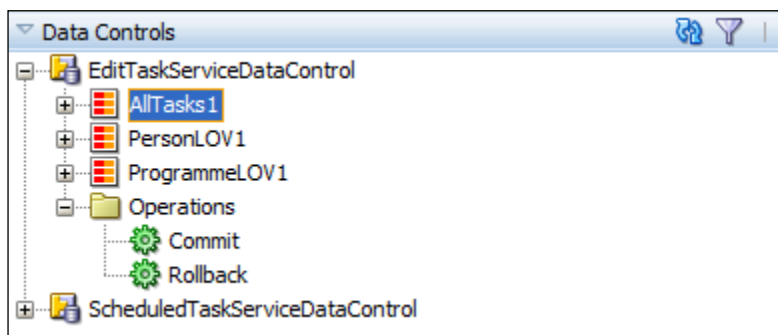 Data Controls
EditTaskServiceDataControl
AllTasks1
PersonLOV1
ProgrammeLOV1
Operations
Commit
Rollback
ScheduledTaskServiceDataControl